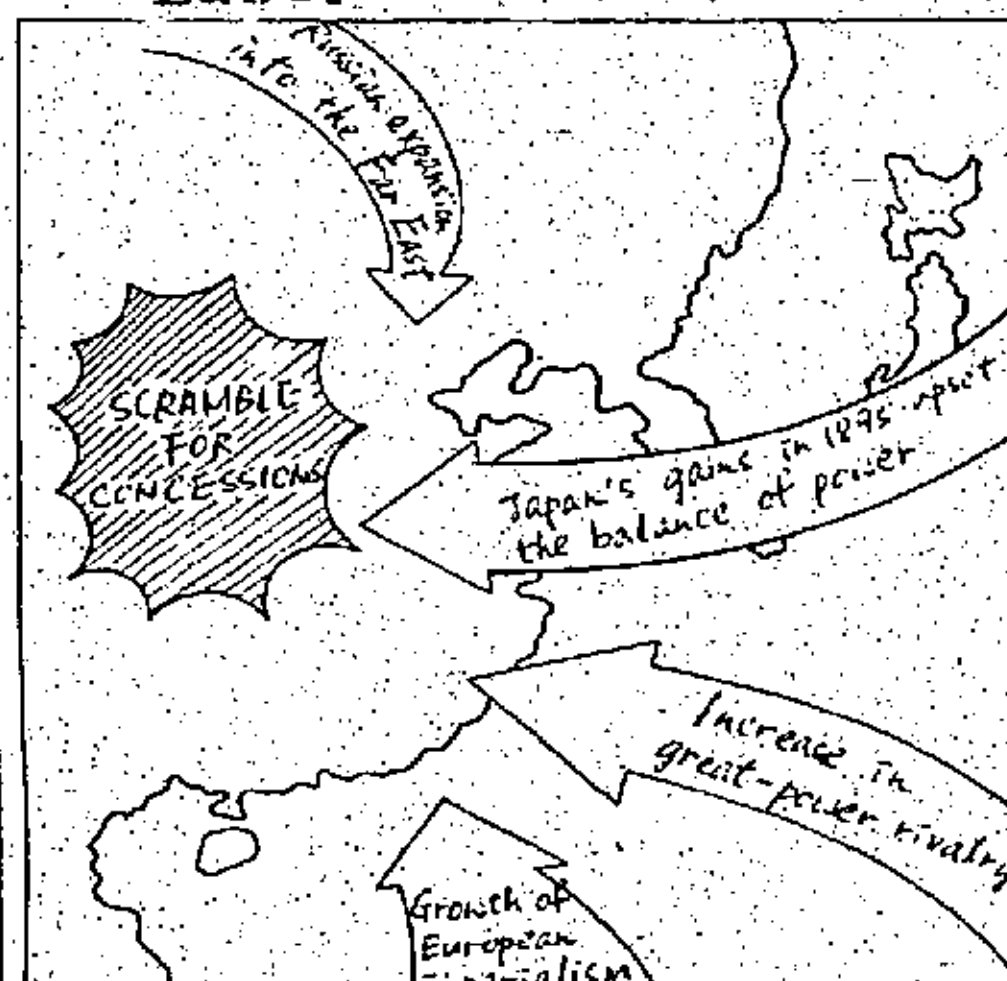 Russian expansion
into the Far East
SCRAMBLE
FOR
CONCESSIONS
Japan's gains in 1895 upset
the balance of power
Increase in
great-power rivalry
Growth of
European